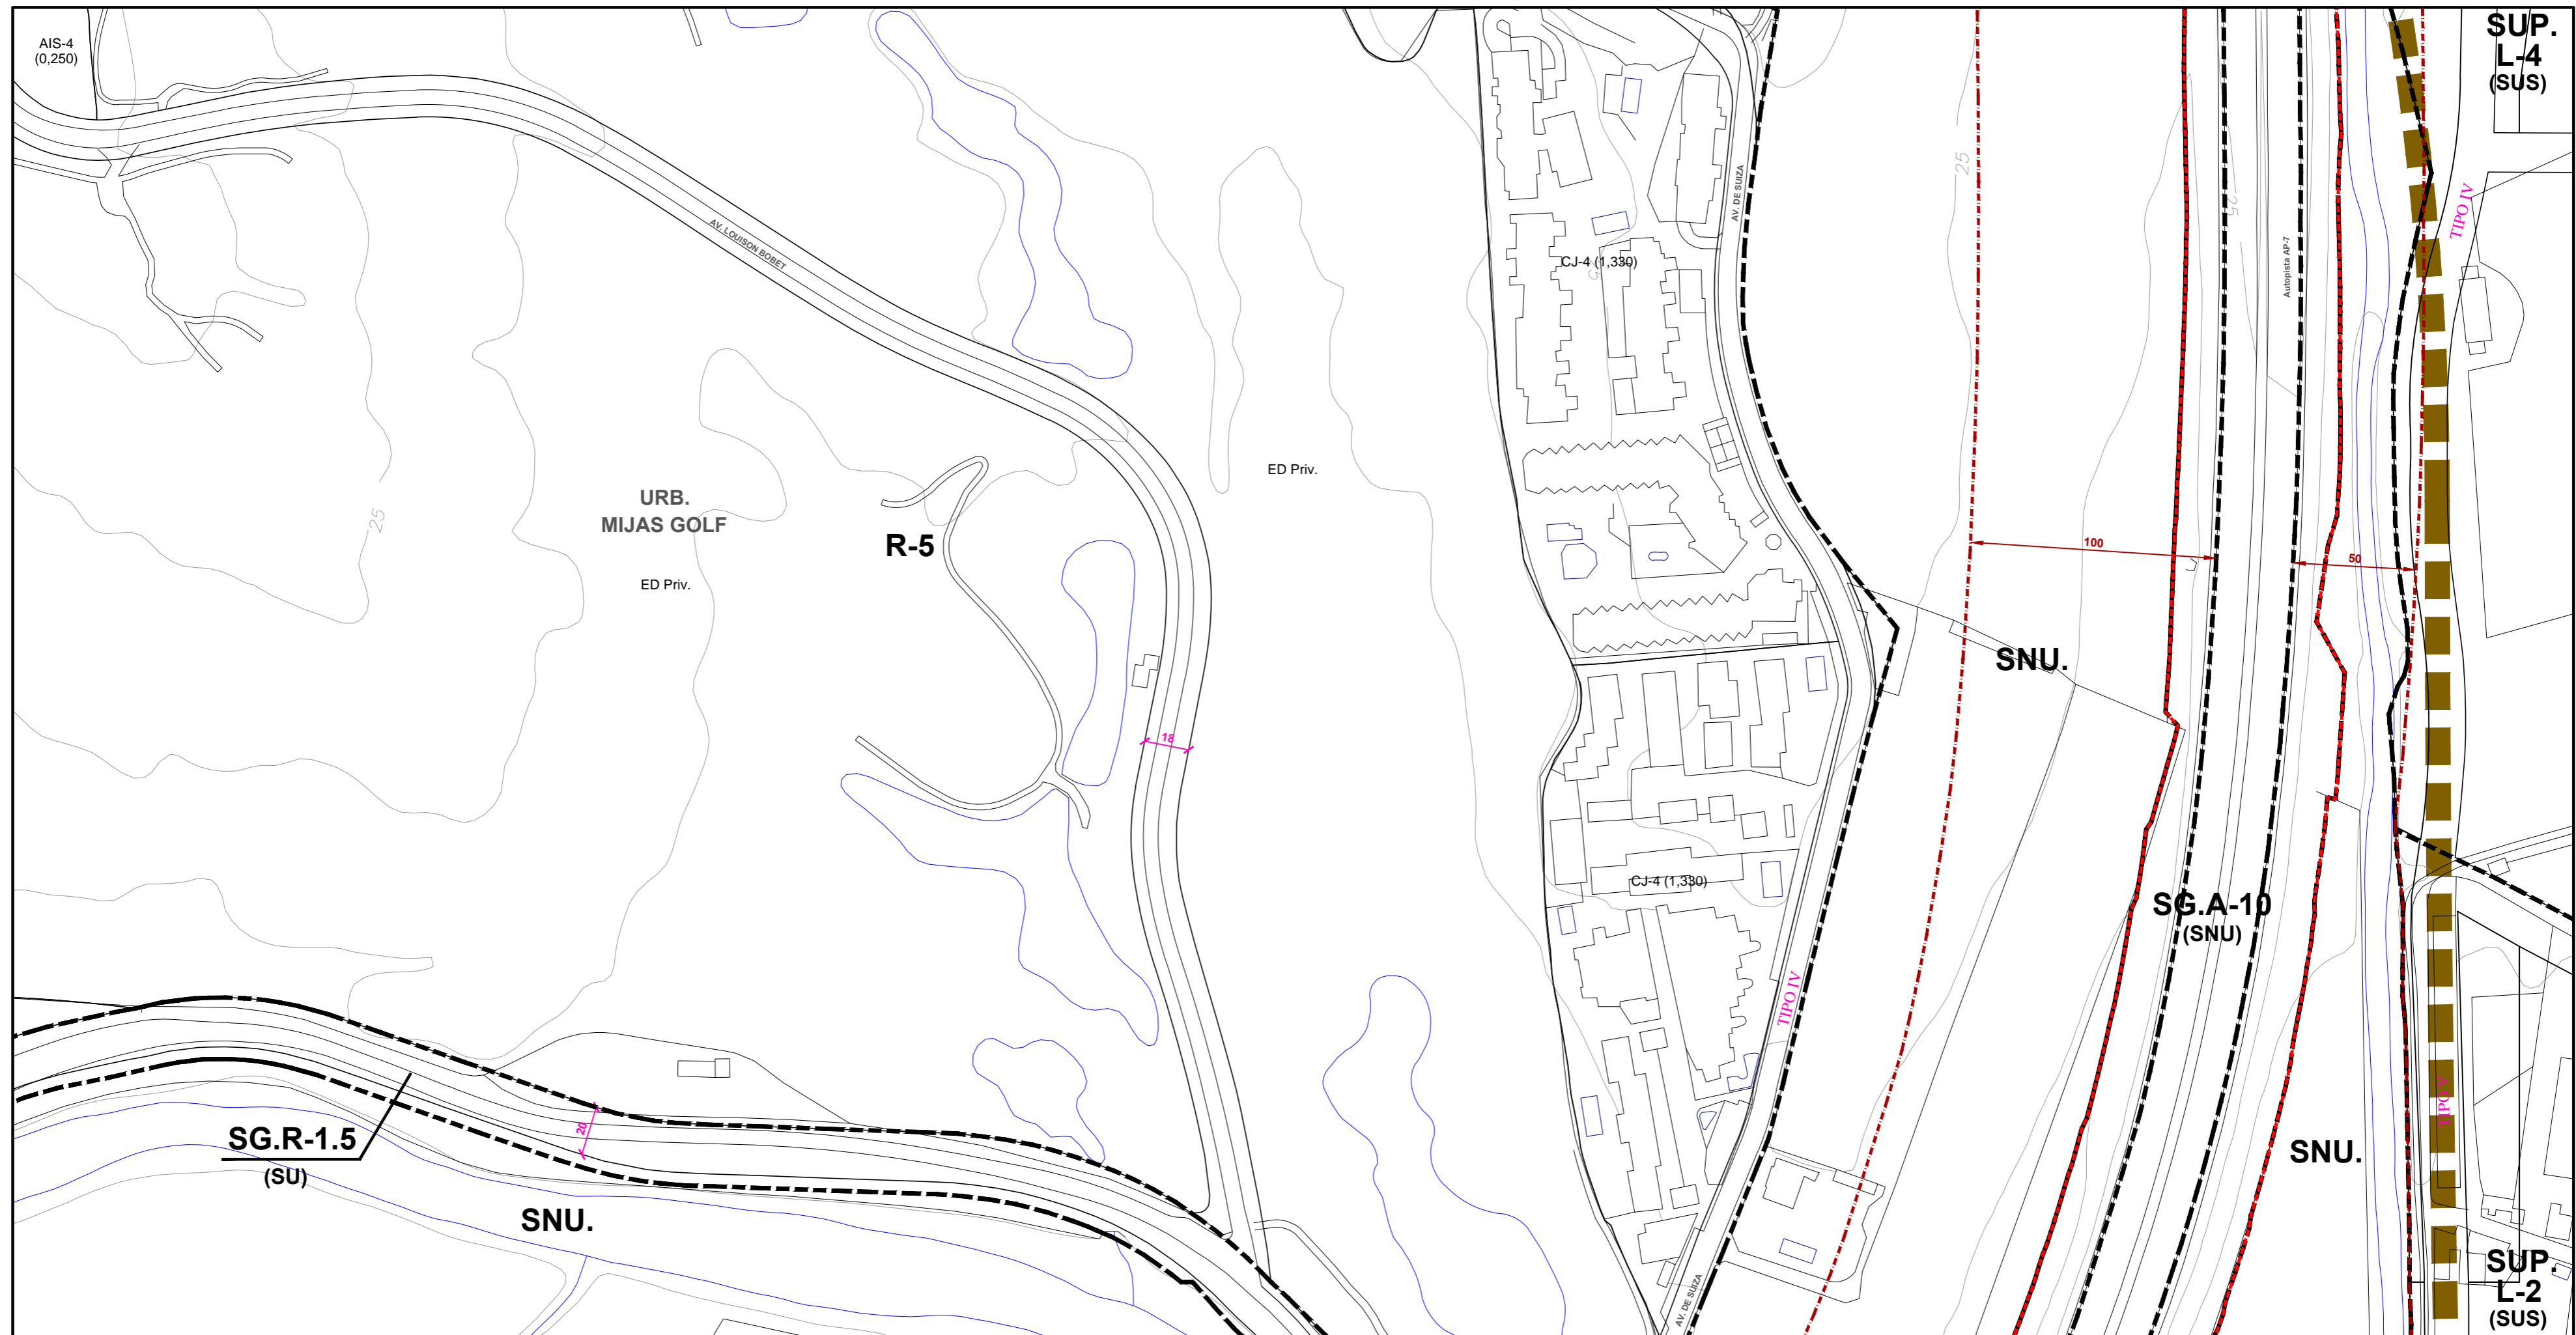 AIS-4
(0,250)
SUP.
L-4
(SUS)
AV. LOUISON BOBET
AV. DE SUIZA
25
25
TIPO IV
Autopista AP-7
CJ-4 (1,330)
ED Priv.
URB.
MIJAS GOLF
25
R-5
ED Priv.
100
50
SNU.
18
CJ-4 (1,330)
SG.A-10
(SNU)
TIPO IV
20
SG.R-1.5
(SU)
TIPO V
SNU.
SNU.
AV. DE SUIZA
SUP.
L-2
(SUS)